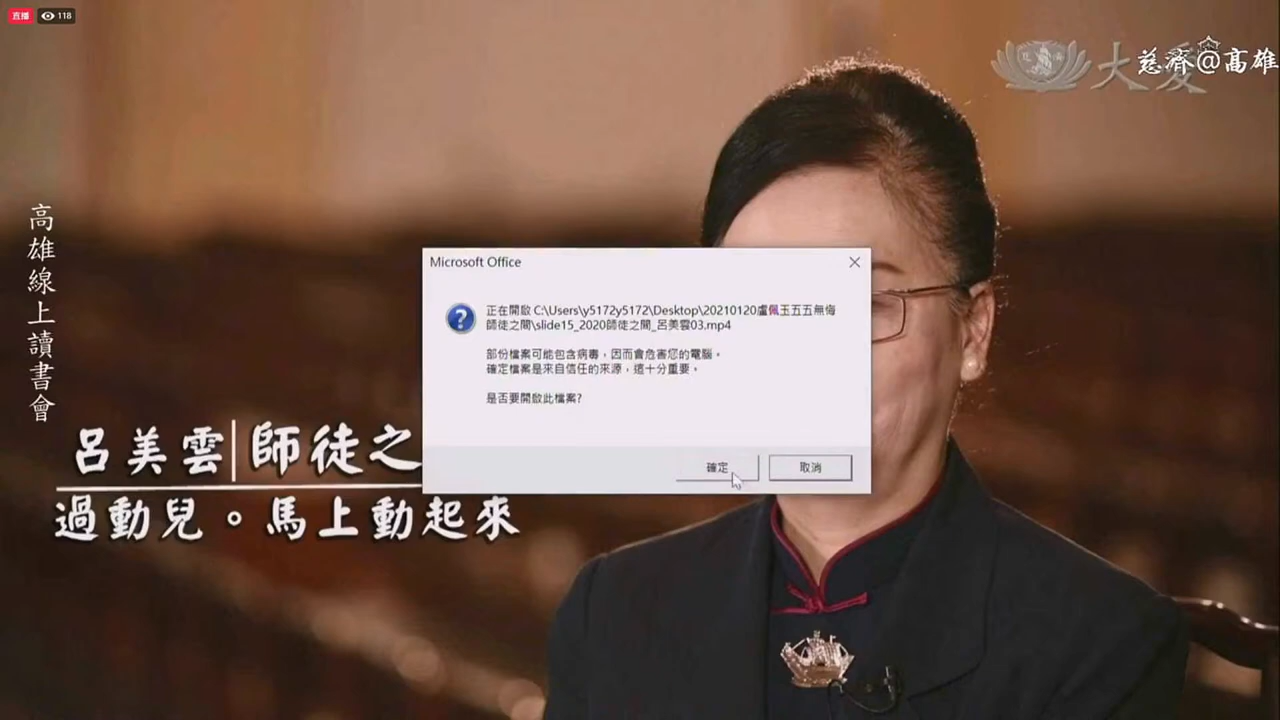 直播 118
大愛
慈濟@高雄
高雄線上讀書會
呂美雲 師徒之
過動兒。馬上動起來
Microsoft Office
正在開啟 C:\Users\y5172y5172\Desktop\20210120盧佩玉五五無悔
師徒之間\slide15_2020師徒之間_呂美雲03.mp4
部份檔案可能包含病毒，因而會危害您的電腦。
確定檔案是來自信任的來源，這十分重要。
是否要開啟此檔案?
確定
取消